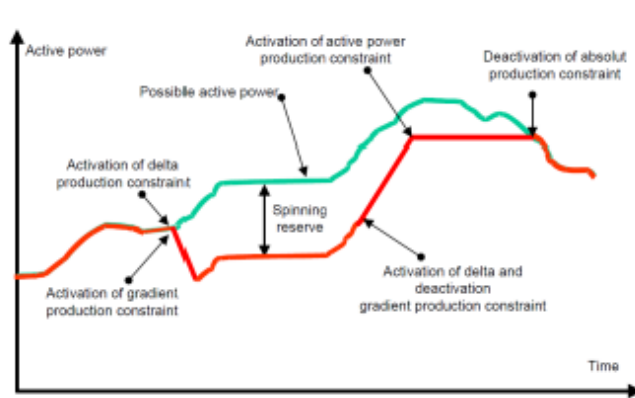 Active power
Activation of active power
production constraint
Deactivation of absolut
production constraint
Possible active power
Activation of delta
production constraint
Spinning
reserve
Activation of gradient
production constraint
Activation of delta and
deactivation
gradient production constraint
Time